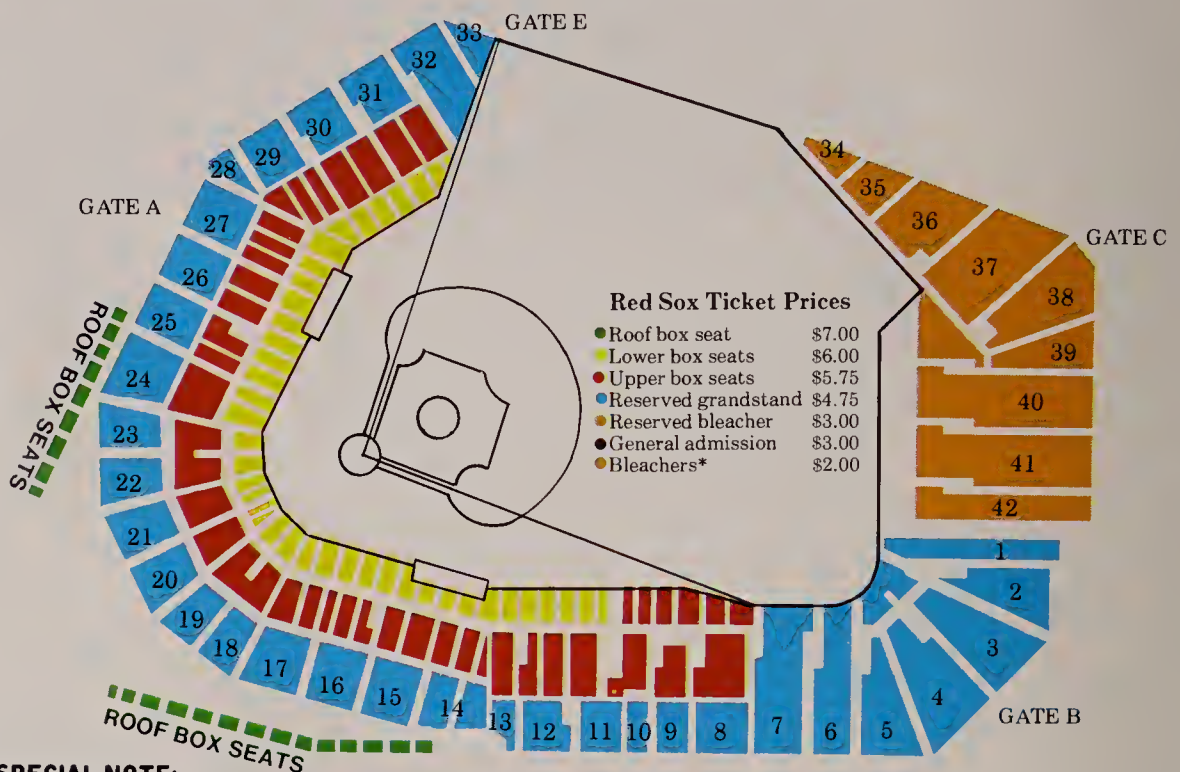 GATE E
33
32
31
30
29
28
GATE A
27
26
25
24
23
22
21
20
19
18
17
16
15
14
13
12
11
10
9
8
7
6
5
4
3
2
1
GATE B
34
35
36
37
38
39
40
41
42
GATE C
ROOF BOX SEATS
ROOF BOX SEATS
Red Sox Ticket Prices
Roof box seat $7.00
Lower box seats $6.00
Upper box seats $5.75
Reserved grandstand $4.75
Reserved bleacher $3.00
General admission $3.00
Bleachers* $2.00
SPECIAL NOTE: